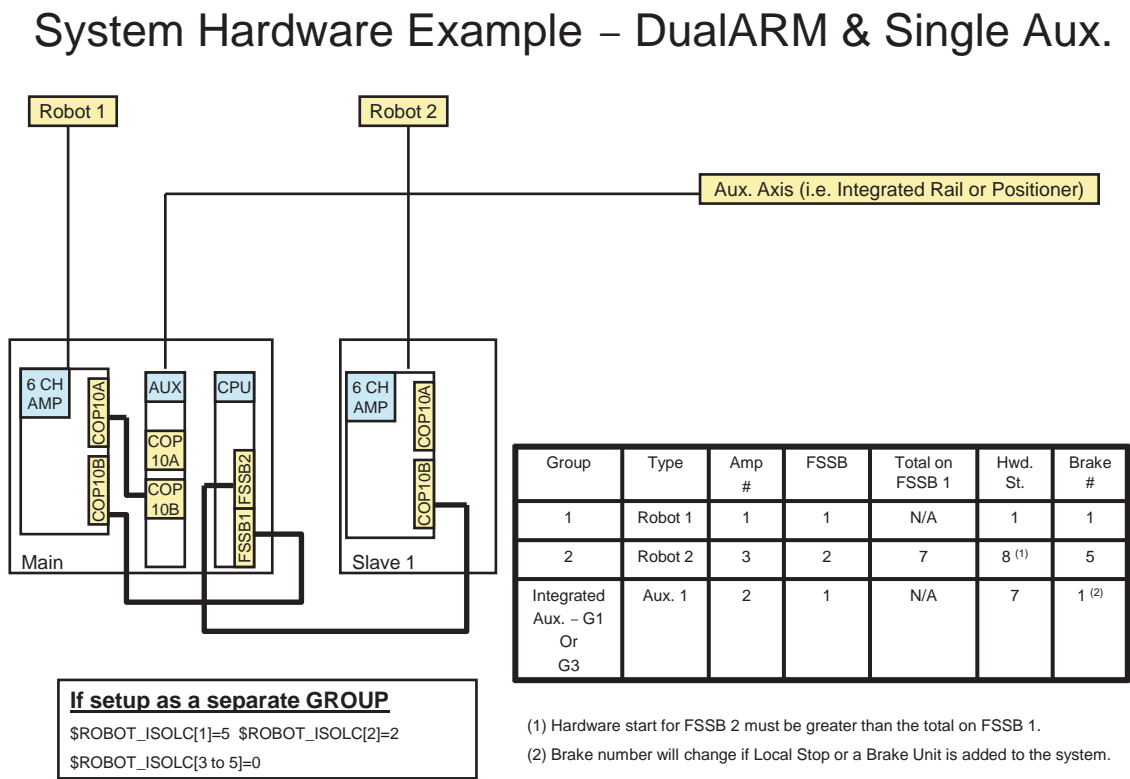 System Hardware Example – DualARM & Single Aux.
Robot 1
Robot 2
Aux. Axis (i.e. Integrated Rail or Positioner)
6 CH
AMP
COP10A
COP10B
AUX
COP
10A
COP
10B
CPU
FSSB2
FSSB1
Main
6 CH
AMP
COP10A
COP10B
Slave 1
Group Type Amp # FSSB Total on FSSB 1 Hwd. St. Brake #
1 Robot 1 1 1 N/A 1 1
2 Robot 2 3 2 7 8 (1) 5
Integrated Aux. 1 2 1 N/A 7 1 (2)
Aux. – G1
Or
G3
If setup as a separate GROUP
$ROBOT_ISOLC[1]=5 $ROBOT_ISOLC[2]=2
$ROBOT_ISOLC[3 to 5]=0
(1) Hardware start for FSSB 2 must be greater than the total on FSSB 1.
(2) Brake number will change if Local Stop or a Brake Unit is added to the system.